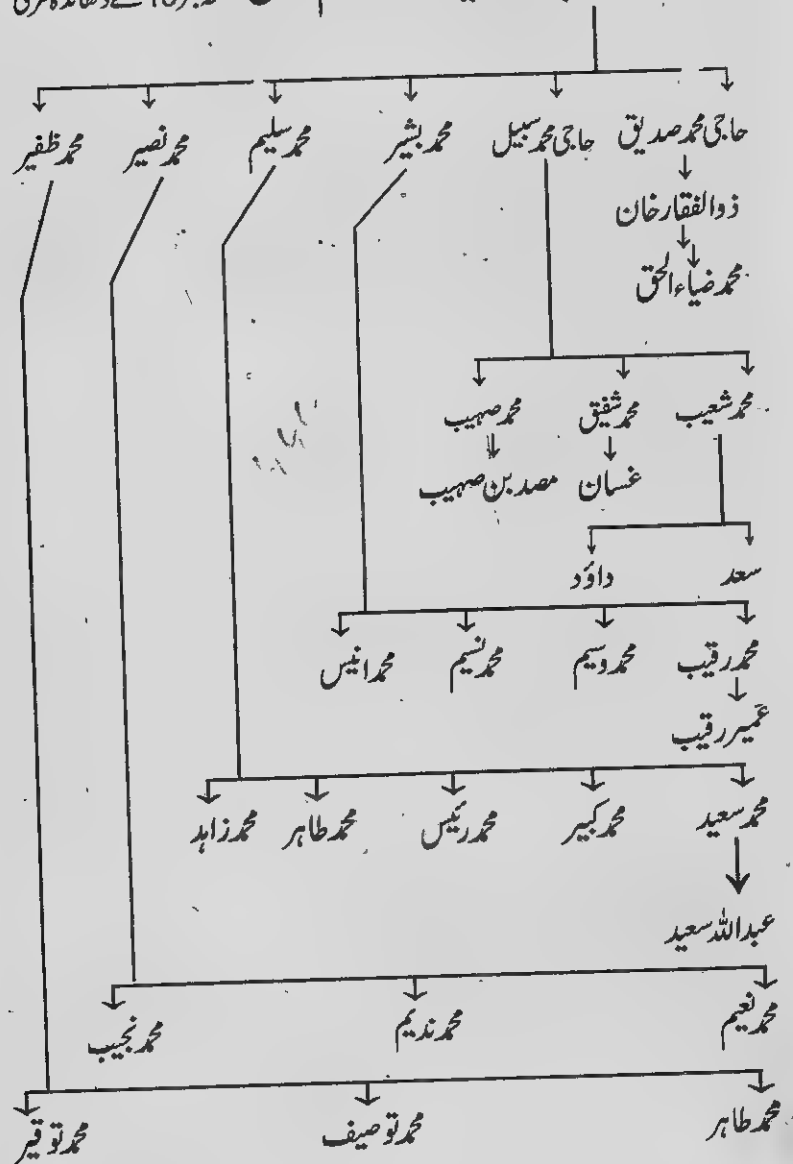 حاجی محمد صدیق حاجی محمد سبیل محمد بشیر محمد سلیم محمد نصیر محمد ظفیر
ذوالفقار خان
محمد ضیاء الحق
محمد شعیب محمد شفیق محمد صہیب
غسان مصد بن صہیب
سعد داؤد
محمد رقیب محمد وسیم محمد نسیم محمد انیس
عمیر رقیب
محمد سعید محمد کبیر محمد رئیس محمد طاہر محمد زاہد
عبداللہ سعید
محمد نعیم محمد ندیم محمد نجیب
محمد طاہر محمد توصیف محمد توقیر